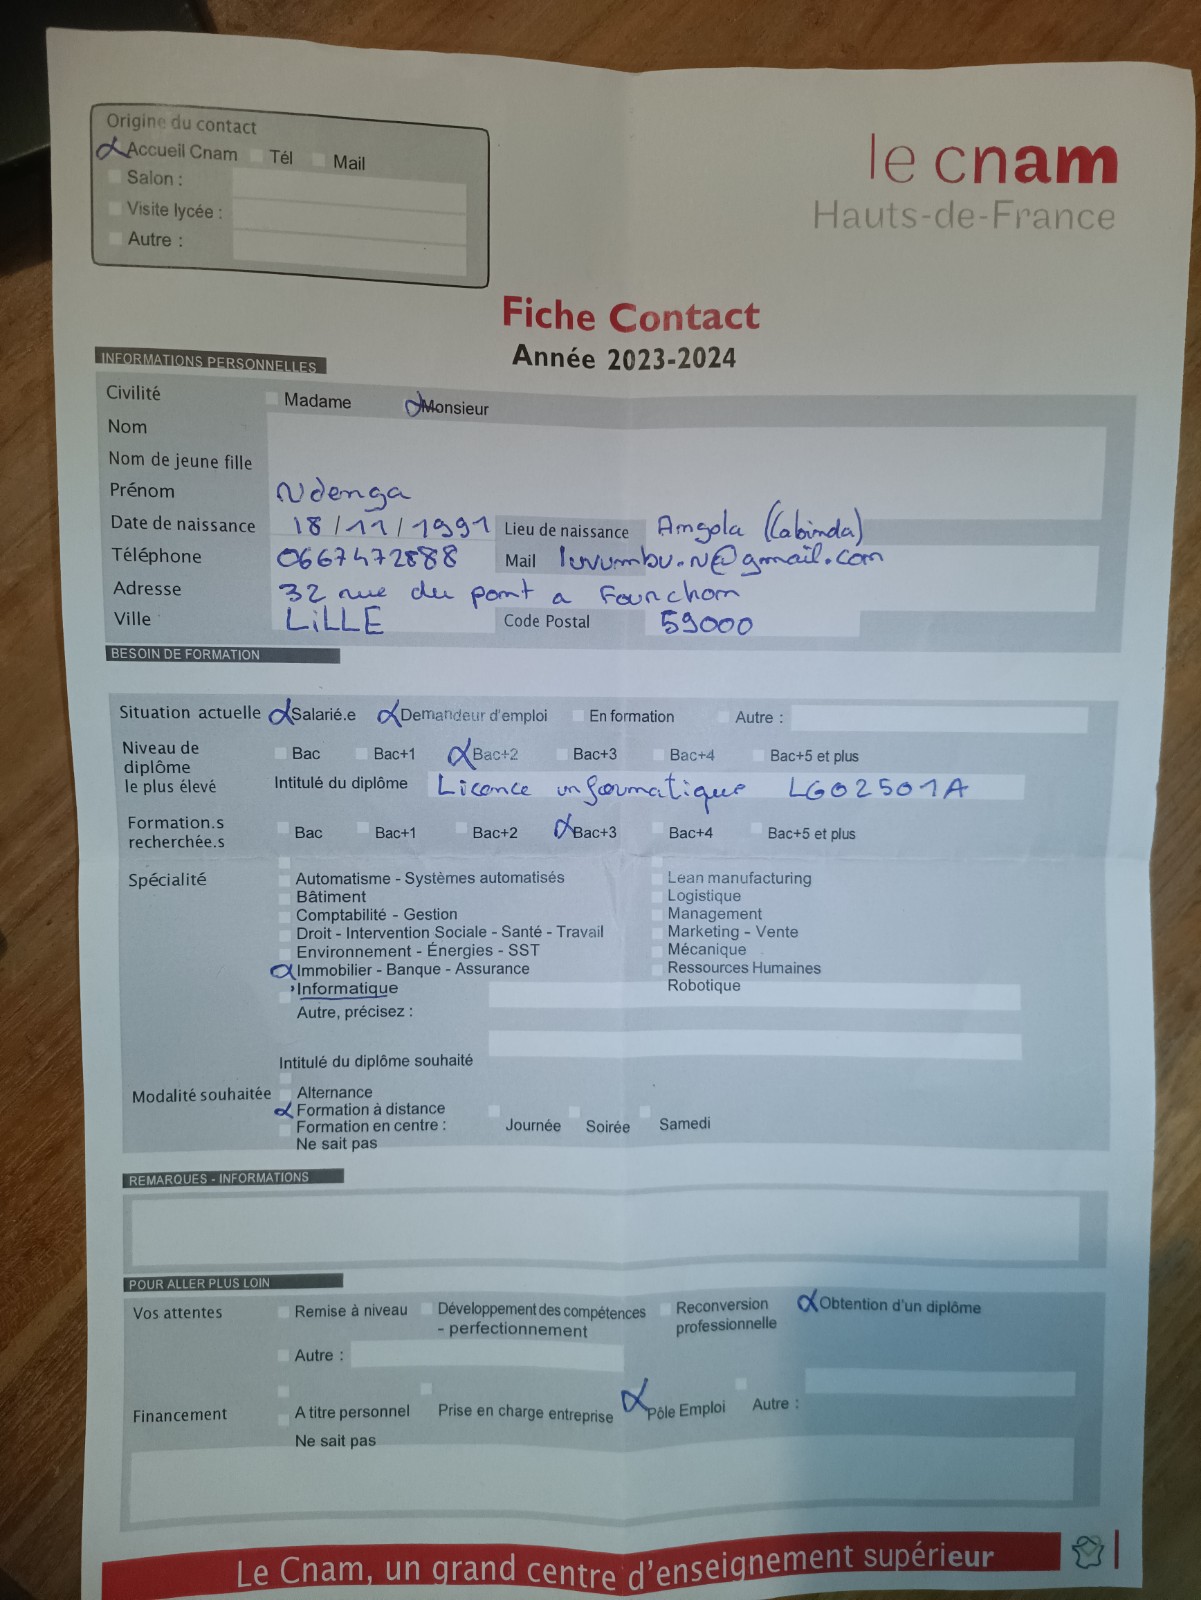 Origine du contact
Accueil Cnam Tél Mail
Salon :
Visite lycée :
Autre :
le cnam
Hauts-de-France
Fiche Contact
Année 2023-2024
INFORMATIONS PERSONNELLES
Civilité Madame Monsieur
Nom
Nom de jeune fille
Prénom Ndenga
Date de naissance 18/11/1991 Lieu de naissance Angola (Cabinda)
Téléphone 0667472888 Mail luvumbu.n@gmail.com
Adresse 32 rue du pont a Fourchon
Ville LiLLE Code Postal 59000
BESOIN DE FORMATION
Situation actuelle Salarié.e Demandeur d'emploi En formation Autre :
Niveau de diplôme le plus élevé Bac Bac+1 Bac+2 Bac+3 Bac+4 Bac+5 et plus
Intitulé du diplôme Licence informatique LG02501A
Formation.s recherchée.s Bac Bac+1 Bac+2 Bac+3 Bac+4 Bac+5 et plus
Spécialité
Automatisme - Systèmes automatisés
Bâtiment
Comptabilité - Gestion
Droit - Intervention Sociale - Santé - Travail
Environnement - Énergies - SST
Immobilier - Banque - Assurance
Informatique
Autre, précisez :
Lean manufacturing
Logistique
Management
Marketing - Vente
Mécanique
Ressources Humaines
Robotique
Intitulé du diplôme souhaité
Modalité souhaitée
Alternance
Formation à distance
Formation en centre : Journée Soirée Samedi
Ne sait pas
REMARQUES - INFORMATIONS
POUR ALLER PLUS LOIN
Vos attentes Remise à niveau Développement des compétences - perfectionnement Reconversion professionnelle Obtention d'un diplôme
Autre :
Financement A titre personnel Prise en charge entreprise Pôle Emploi Autre :
Ne sait pas
Le Cnam, un grand centre d'enseignement supérieur